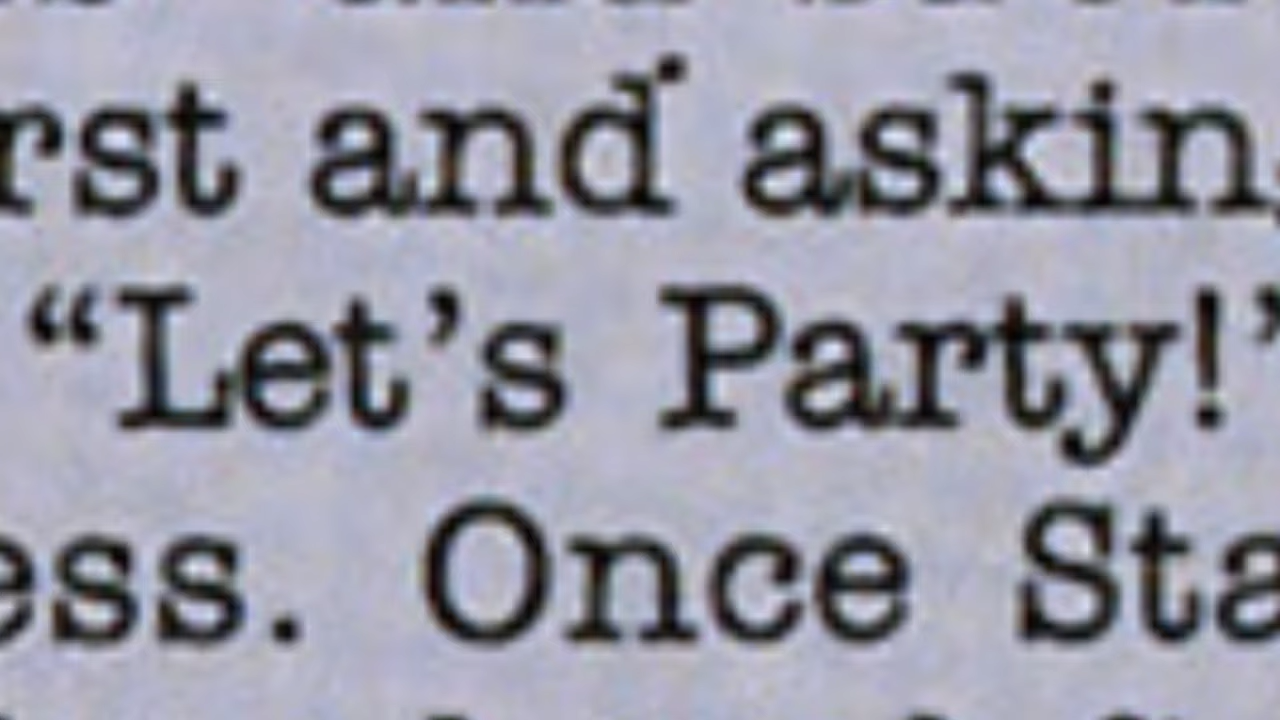 rst and askin
“Let’s Party!”
ess. Once Sta